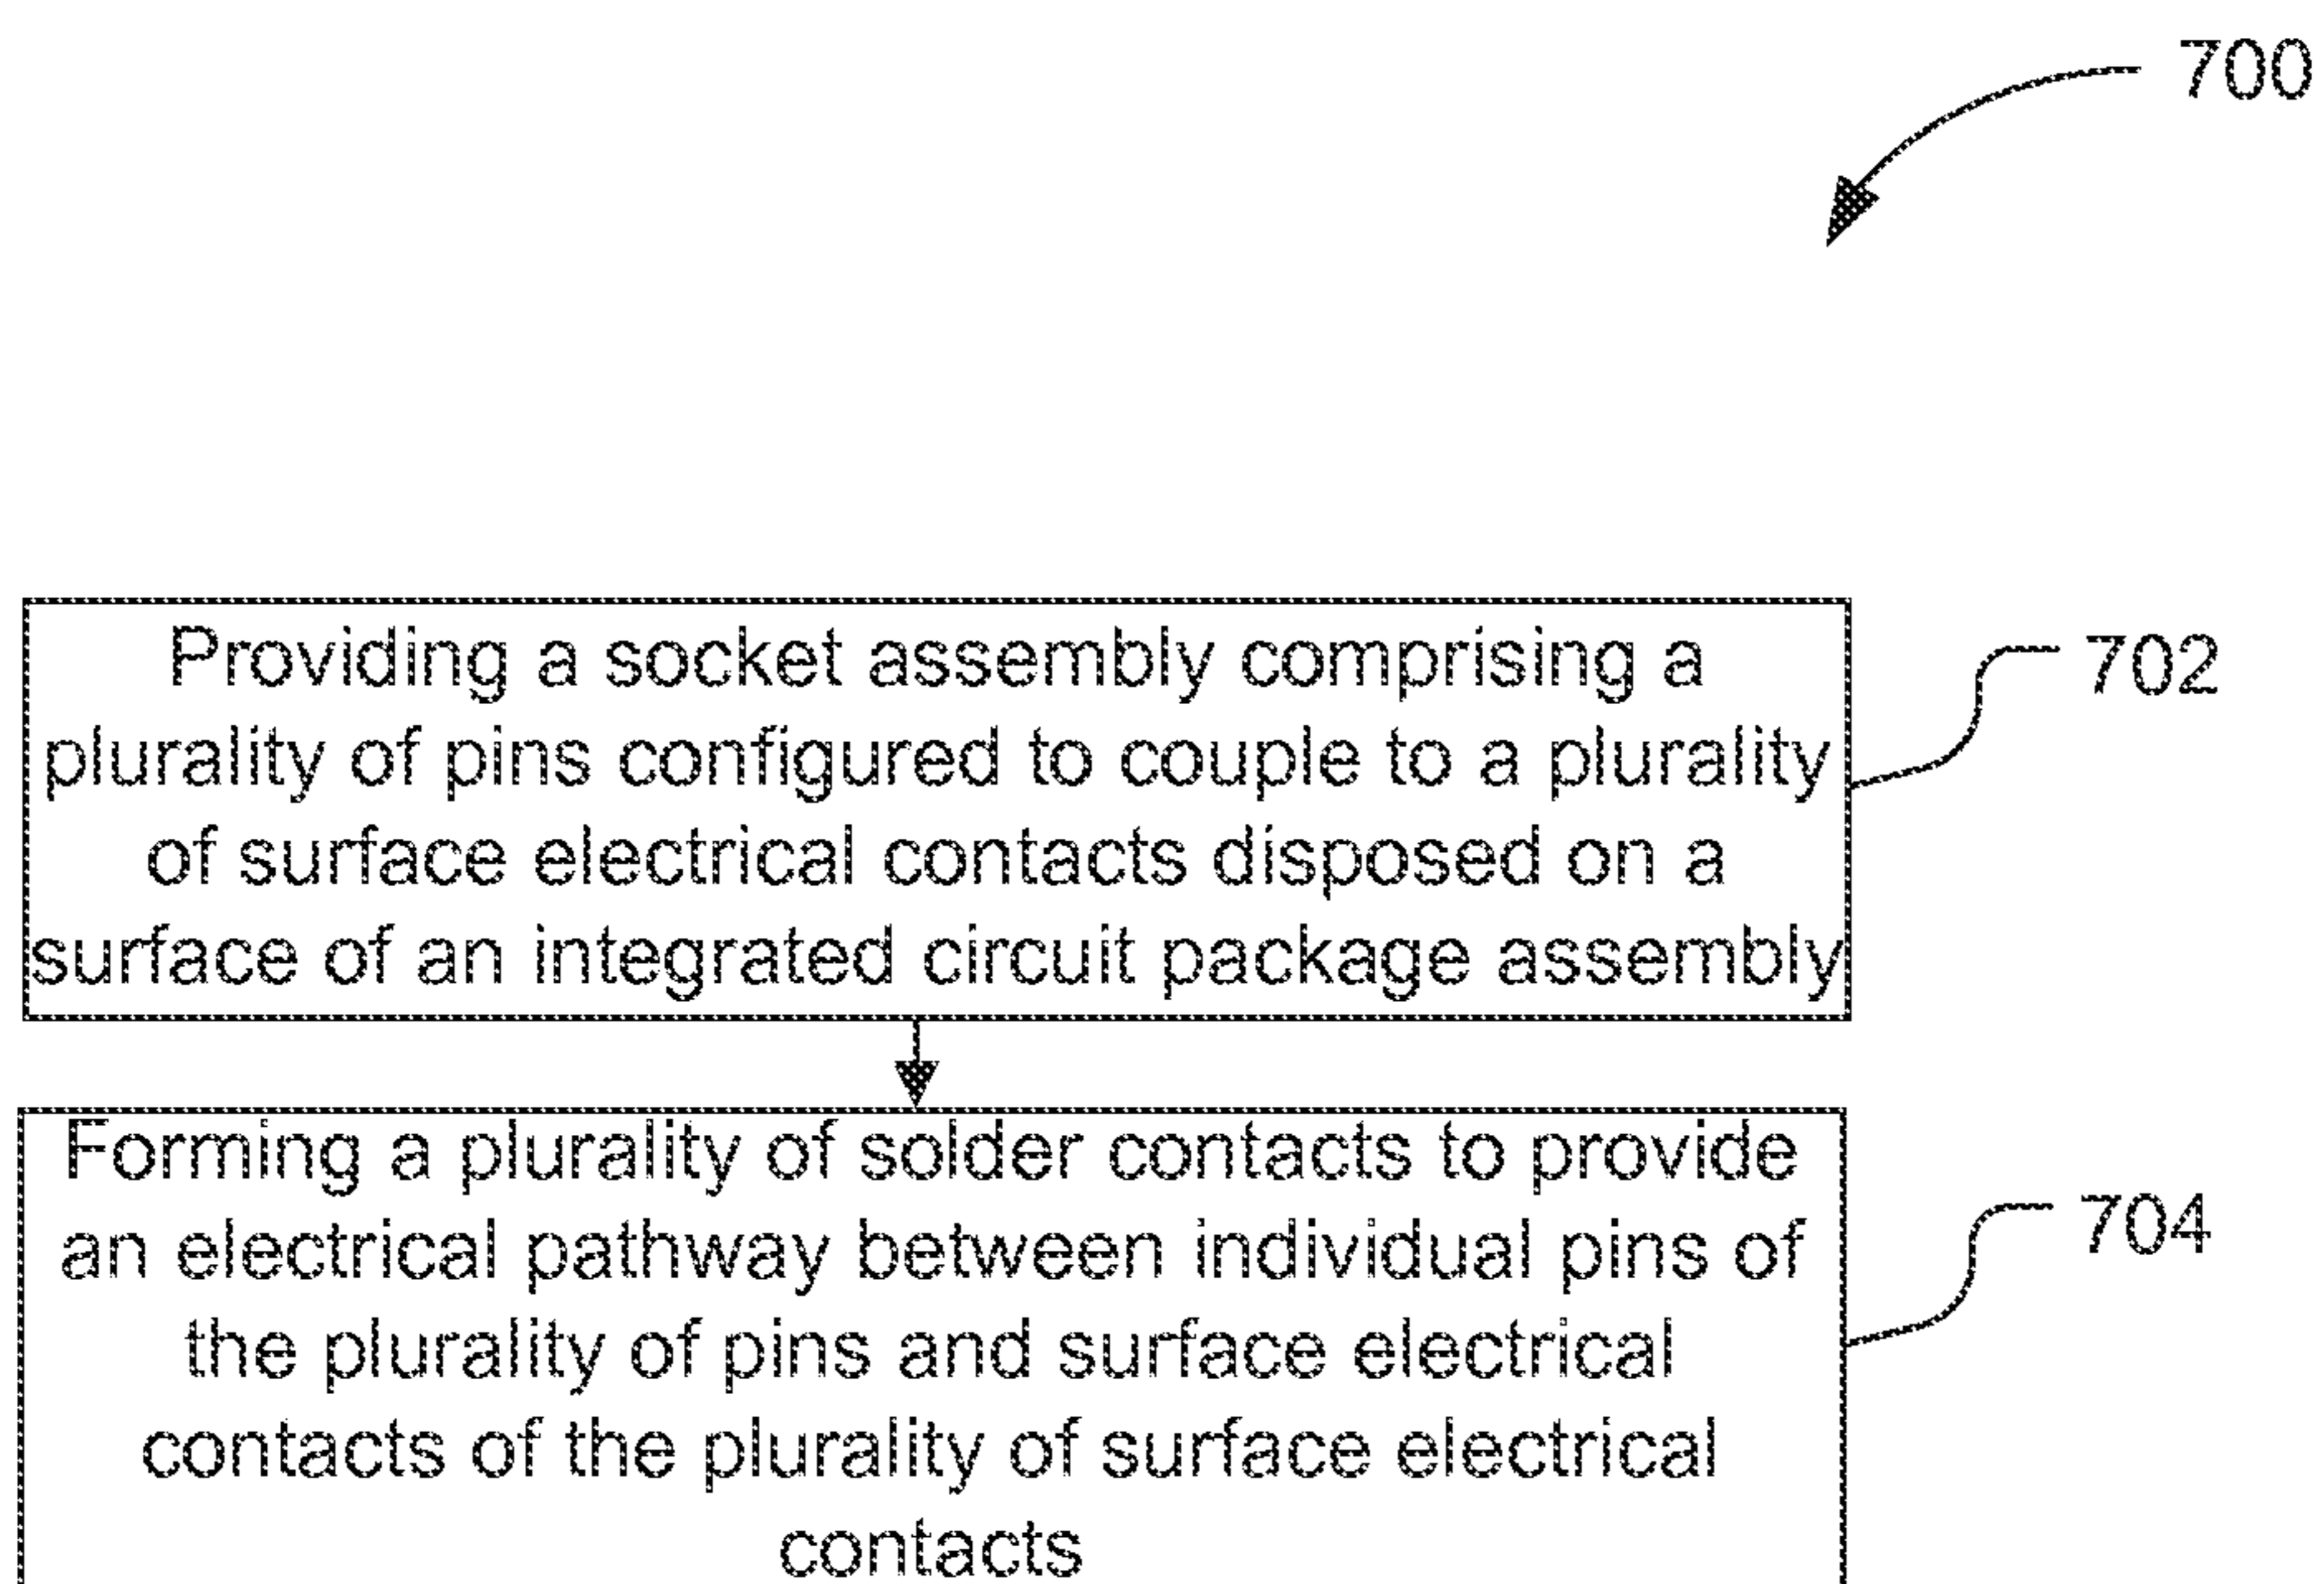 700
Providing a socket assembly comprising a
plurality of pins configured to couple to a plurality
of surface electrical contacts disposed on a
surface of an integrated circuit package assembly
702
Forming a plurality of solder contacts to provide
an electrical pathway between individual pins of
the plurality of pins and surface electrical
contacts of the plurality of surface electrical
contacts
704